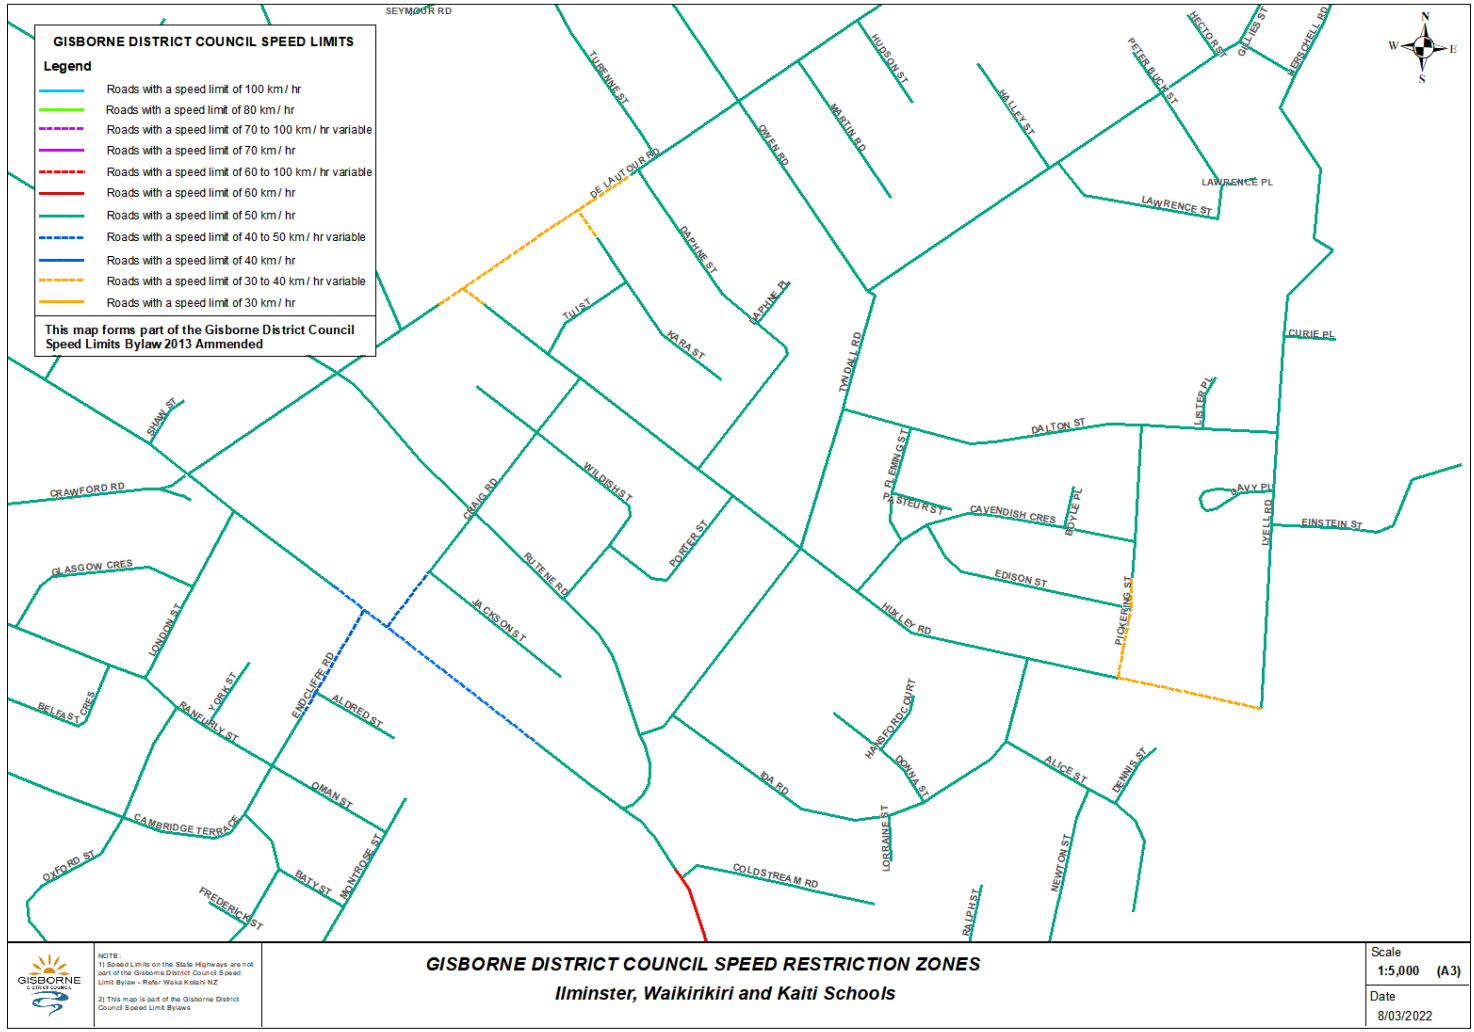 SEYMOUR RD
GISBORNE DISTRICT COUNCIL SPEED LIMITS
Legend
Roads with a speed limit of 100 km / hr
Roads with a speed limit of 80 km / hr
Roads with a speed limit of 70 to 100 km / hr variable
Roads with a speed limit of 70 km / hr
Roads with a speed limit of 60 to 100 km / hr variable
Roads with a speed limit of 60 km / hr
Roads with a speed limit of 50 km / hr
Roads with a speed limit of 40 to 50 km / hr variable
Roads with a speed limit of 40 km / hr
Roads with a speed limit of 30 to 40 km / hr variable
Roads with a speed limit of 30 km / hr
This map forms part of the Gisborne District Council
Speed Limits Bylaw 2013 Ammended
N
W
E
S
TURENNE ST
HUDSON ST
HECTOR ST
GILLIES ST
HERSCHELL RD
PETER BUCK ST
HALLEY ST
MARTIN RD
OWEN RD
DE LAUTOUR RD
LAWRENCE PL
LAWRENCE ST
DAPHNE ST
DAPHNE PL
TUI ST
KARA ST
TYNDALL RD
CURIE PL
LISTER PL
SHAW ST
DALTON ST
FLEMING ST
CRAWFORD RD
CRAIG RD
WILDISH ST
PASTEUR ST
CAVENDISH CRES
BOYLE PL
DAVY PL
LYELL RD
EINSTEIN ST
PORTER ST
GLASGOW CRES
RUTENE RD
EDISON ST
LONDON ST
JACKSON ST
HUXLEY RD
PICKERING ST
ENDCLIFFE RD
YORK ST
BELFAST CRES
RANFURLY ST
ALDRED ST
HANSFORD COURT
DONNA ST
IDA RD
ALICE ST
DENNIS ST
OMAN ST
CAMBRIDGE TERRACE
LORRAINE ST
MONTROSE ST
NEWTON ST
OXFORD ST
BATY ST
COLDSTREAM RD
FREDERICK ST
RALPH ST
GISBORNE
DISTRICT COUNCIL
NOTE:
1) Speed Limits on the State Highways are not
part of the Gisborne District Council Speed
Limit Bylaw - Refer Waka Kotahi NZ
2) This map is part of the Gisborne District
Council Speed Limit Bylaws
GISBORNE DISTRICT COUNCIL SPEED RESTRICTION ZONES
Ilminster, Waikirikiri and Kaiti Schools
Scale
1:5,000 (A3)
Date
8/03/2022